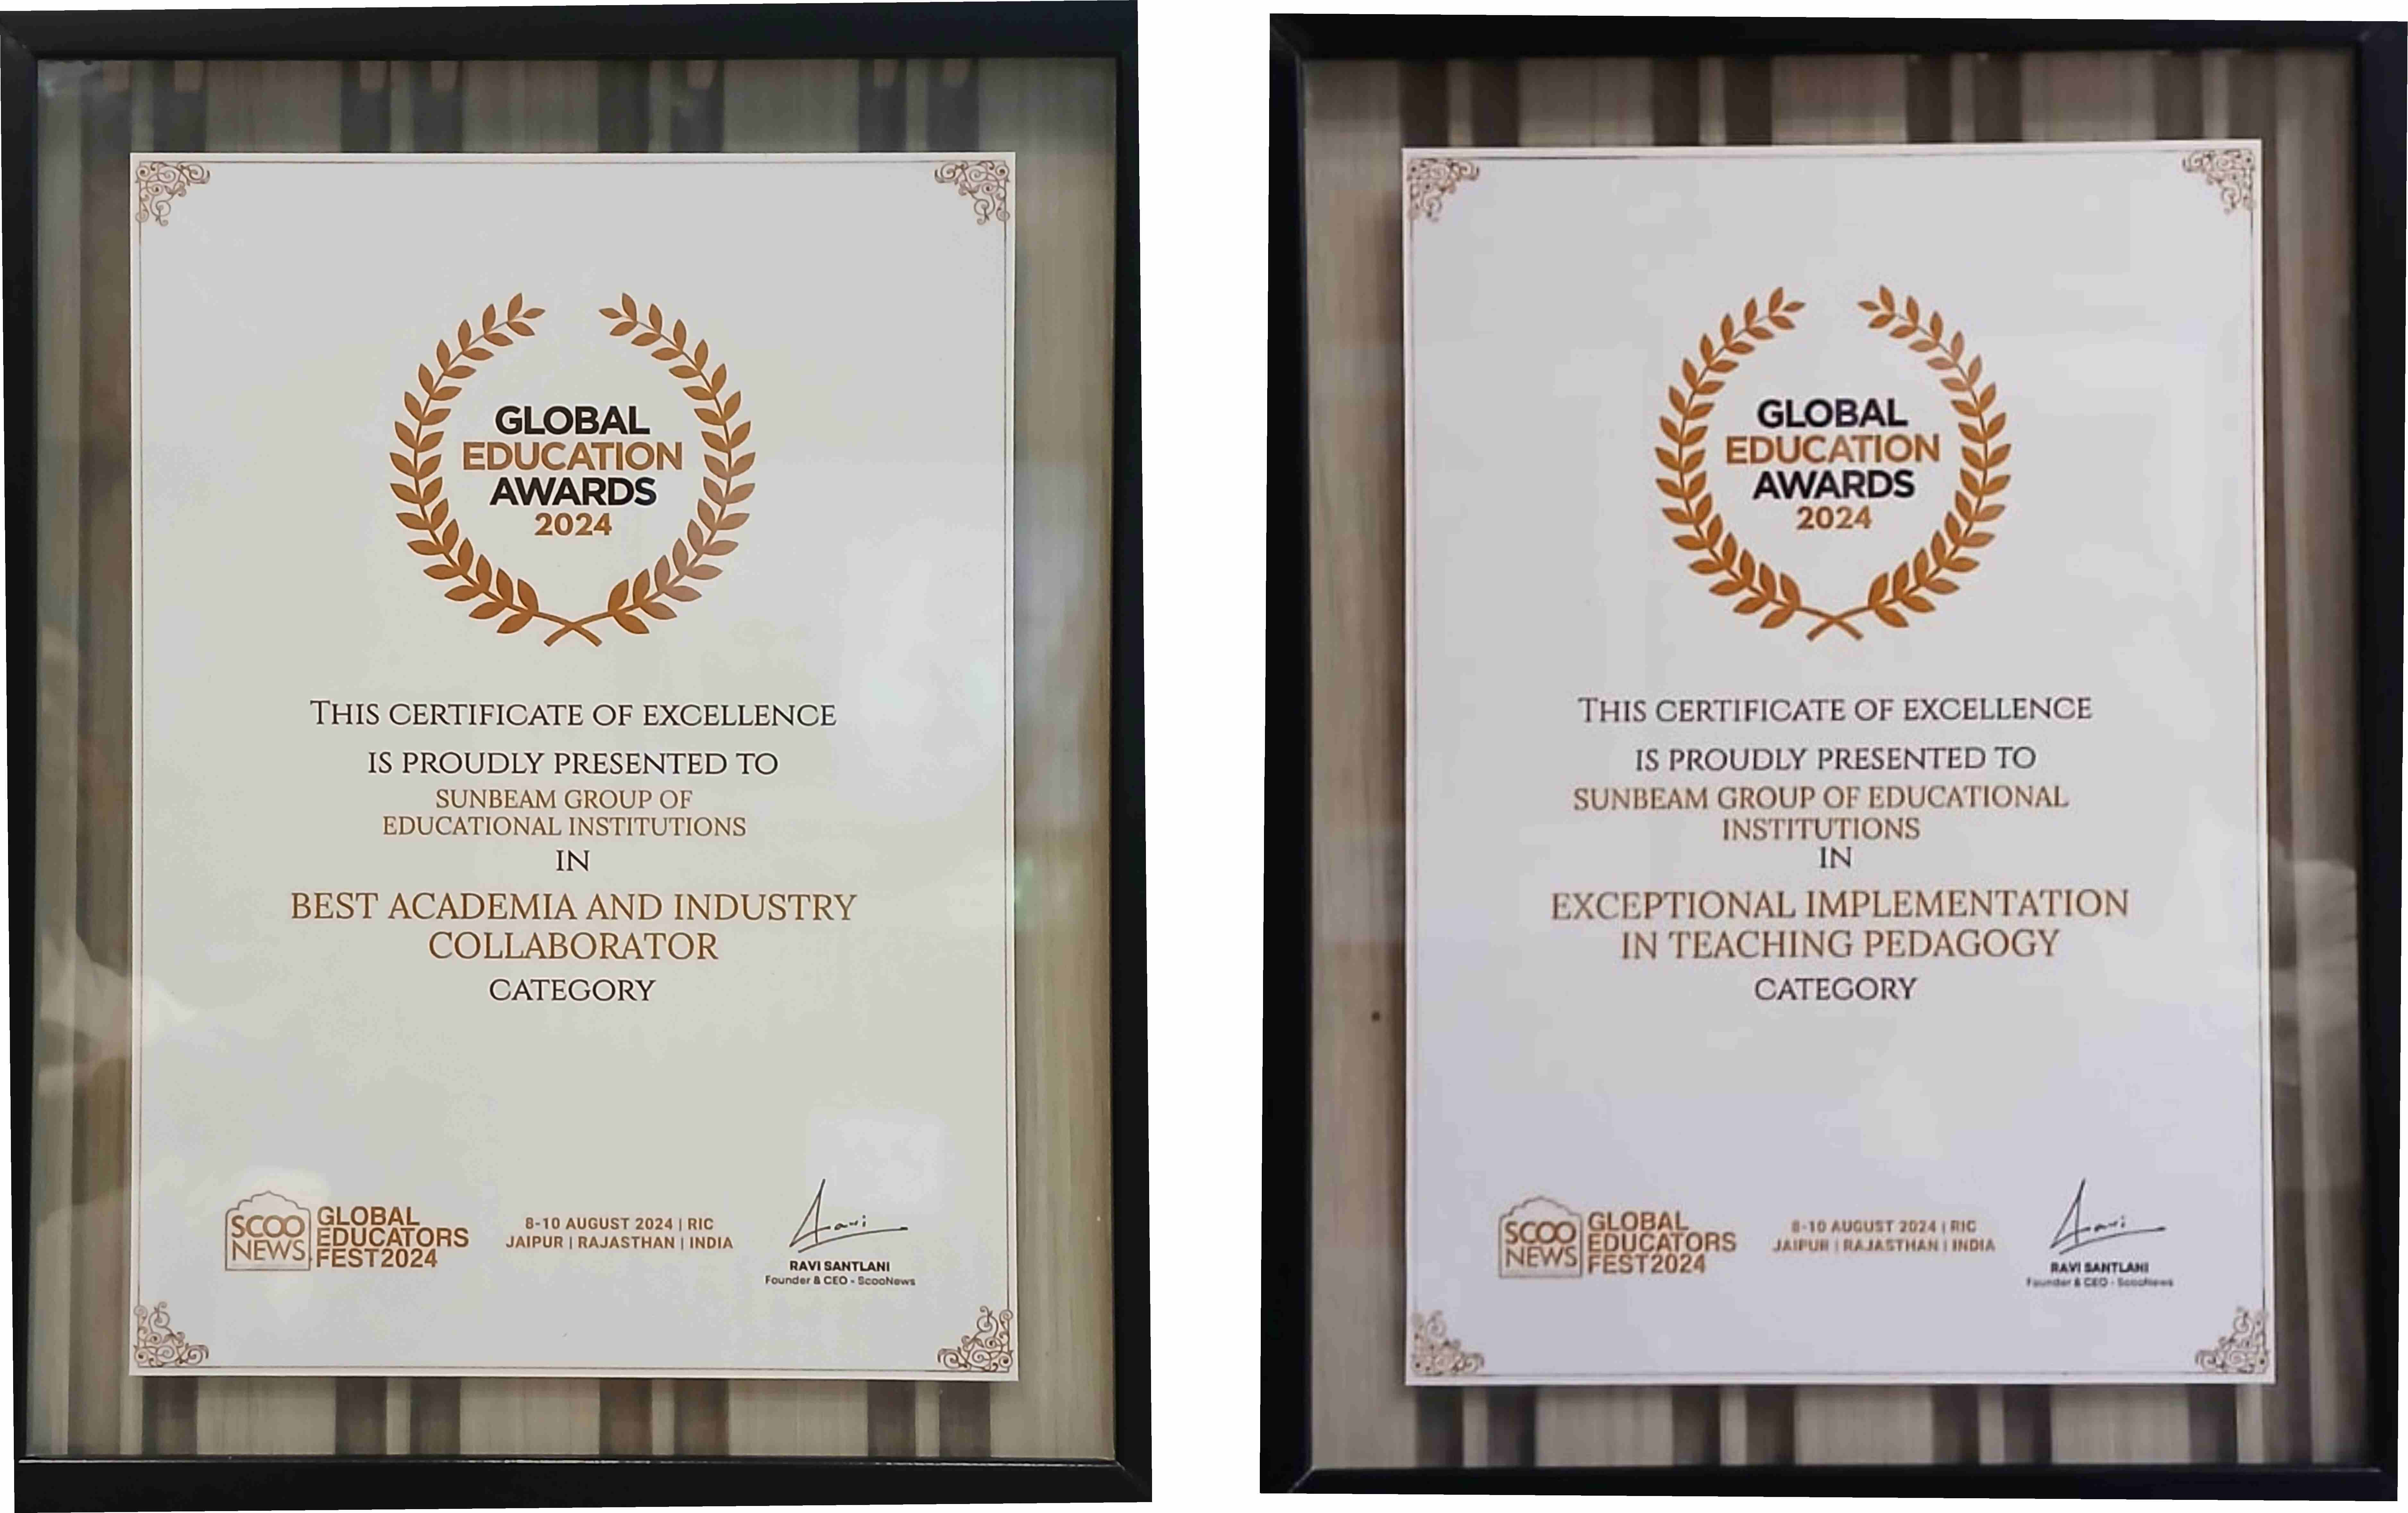 GLOBAL
EDUCATION
AWARDS
2024
THIS CERTIFICATE OF EXCELLENCE
IS PROUDLY PRESENTED TO
SUNBEAM GROUP OF
EDUCATIONAL INSTITUTIONS
IN
BEST ACADEMIA AND INDUSTRY
COLLABORATOR
CATEGORY
SCOO
NEWS
GLOBAL
EDUCATORS
FEST2024
8-10 AUGUST 2024 | RIC
JAIPUR | RAJASTHAN | INDIA
Ravi
RAVI SANTLANI
Founder & CEO - ScooNews
GLOBAL
EDUCATION
AWARDS
2024
THIS CERTIFICATE OF EXCELLENCE
IS PROUDLY PRESENTED TO
SUNBEAM GROUP OF EDUCATIONAL
INSTITUTIONS
IN
EXCEPTIONAL IMPLEMENTATION
IN TEACHING PEDAGOGY
CATEGORY
SCOO
NEWS
GLOBAL
EDUCATORS
FEST2024
8-10 AUGUST 2024 | RIC
JAIPUR | RAJASTHAN | INDIA
Ravi
RAVI SANTLANI
Founder & CEO - ScooNews